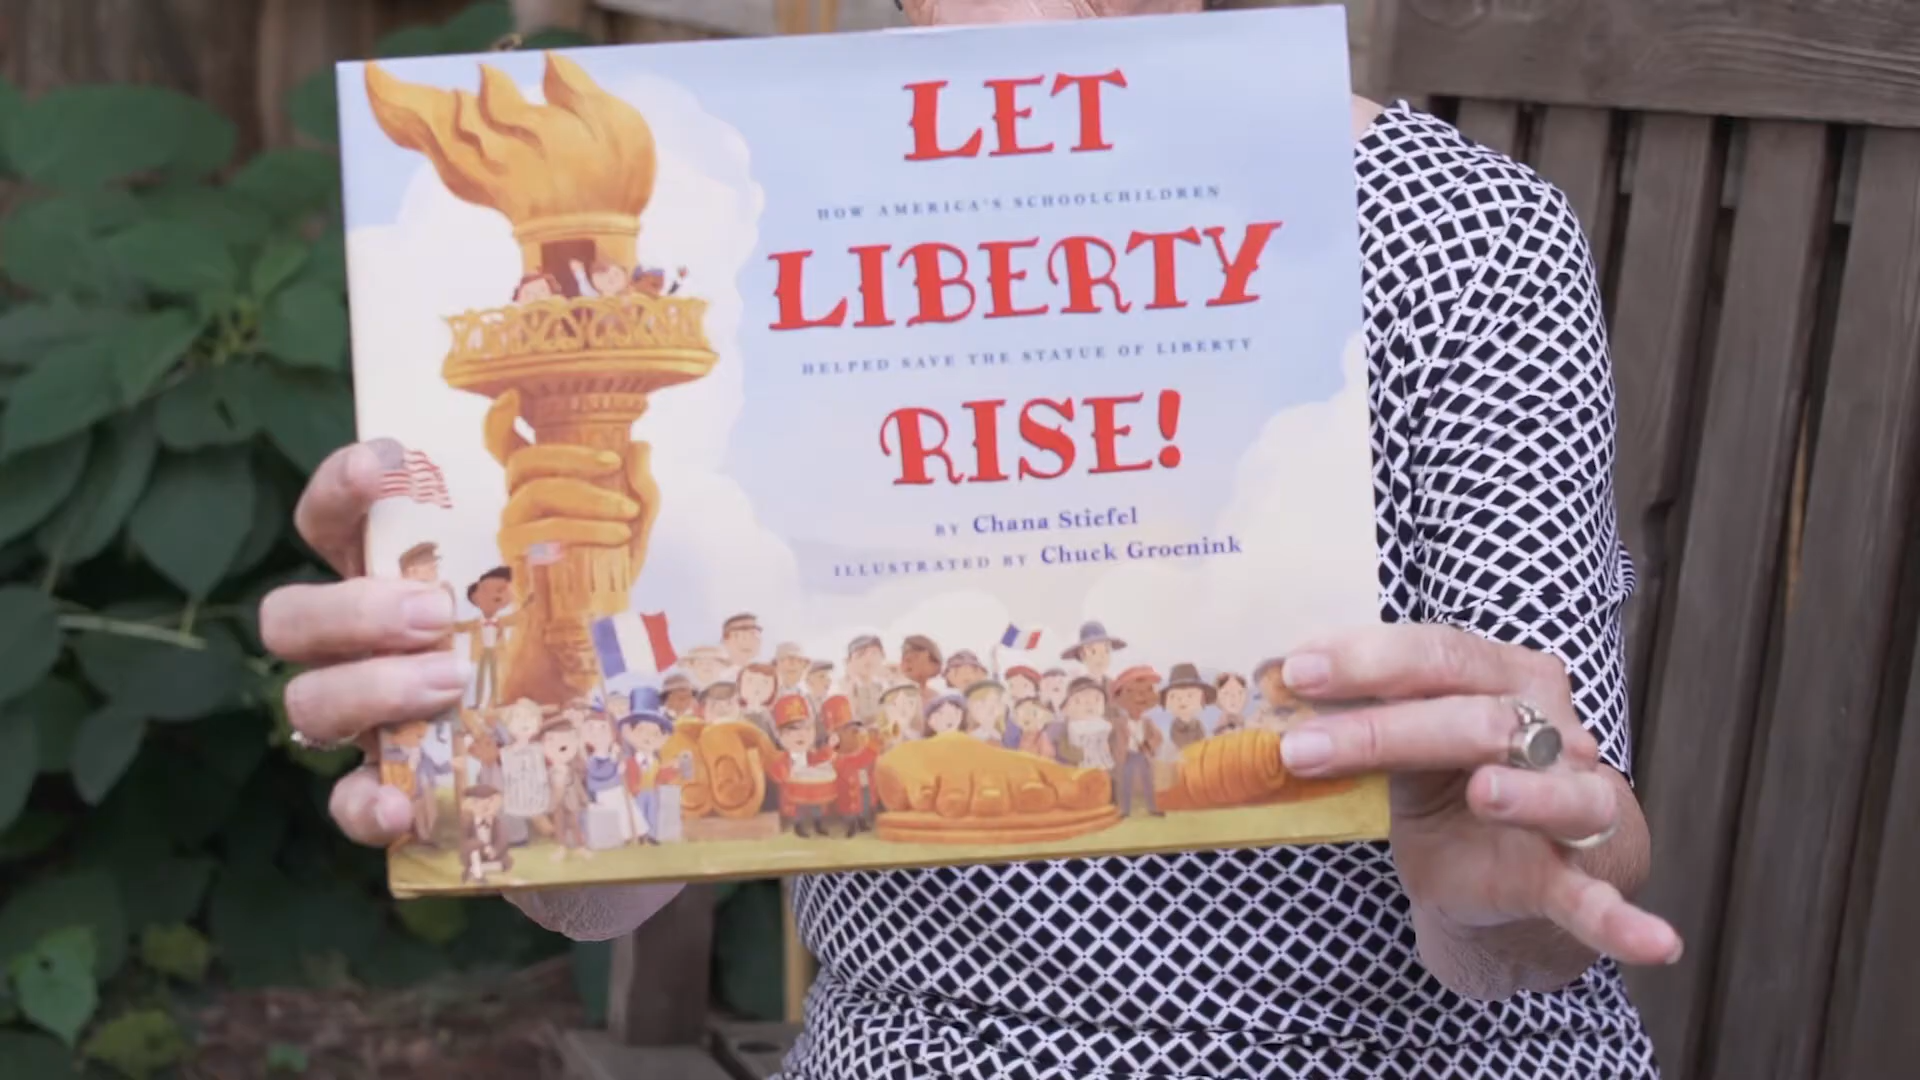 LET
HOW AMERICA'S SCHOOLCHILDREN
LIBERTY
HELPED SAVE THE STATUE OF LIBERTY
RISE!
BY Chana Stiefel
ILLUSTRATED BY Chuck Groenink